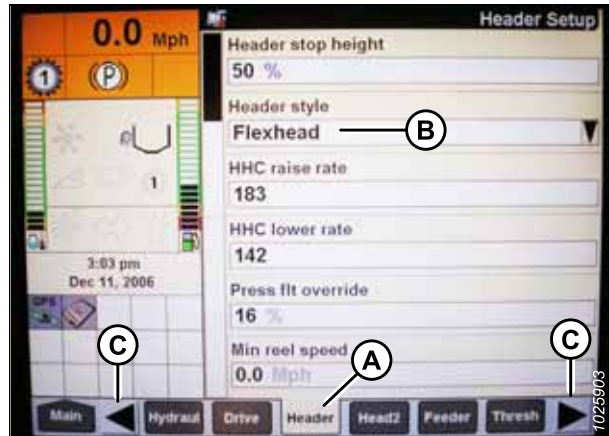 0.0 Mph
Header Setup
Header stop height
50 %
1
P
Header style
Flexhead
B
HHC raise rate
183
1
HHC lower rate
142
3:03 pm
Dec 11, 2006
Press flt override
16 %
GPS
C
Min reel speed
A
C
0.0 Mph
Main
Hydraul
Drive
Header
Head2
Feeder
Thresh
1025903